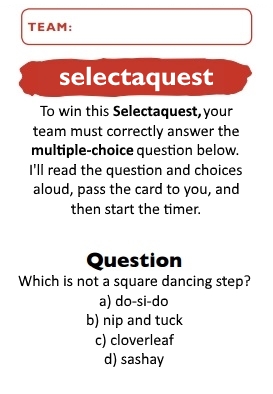 TEAM:
selectaquest
To win this Selectaquest, your
team must correctly answer the
multiple-choice question below.
I'll read the question and choices
aloud, pass the card to you, and
then start the timer.
Question
Which is not a square dancing step?
a) do-si-do
b) nip and tuck
c) cloverleaf
d) sashay